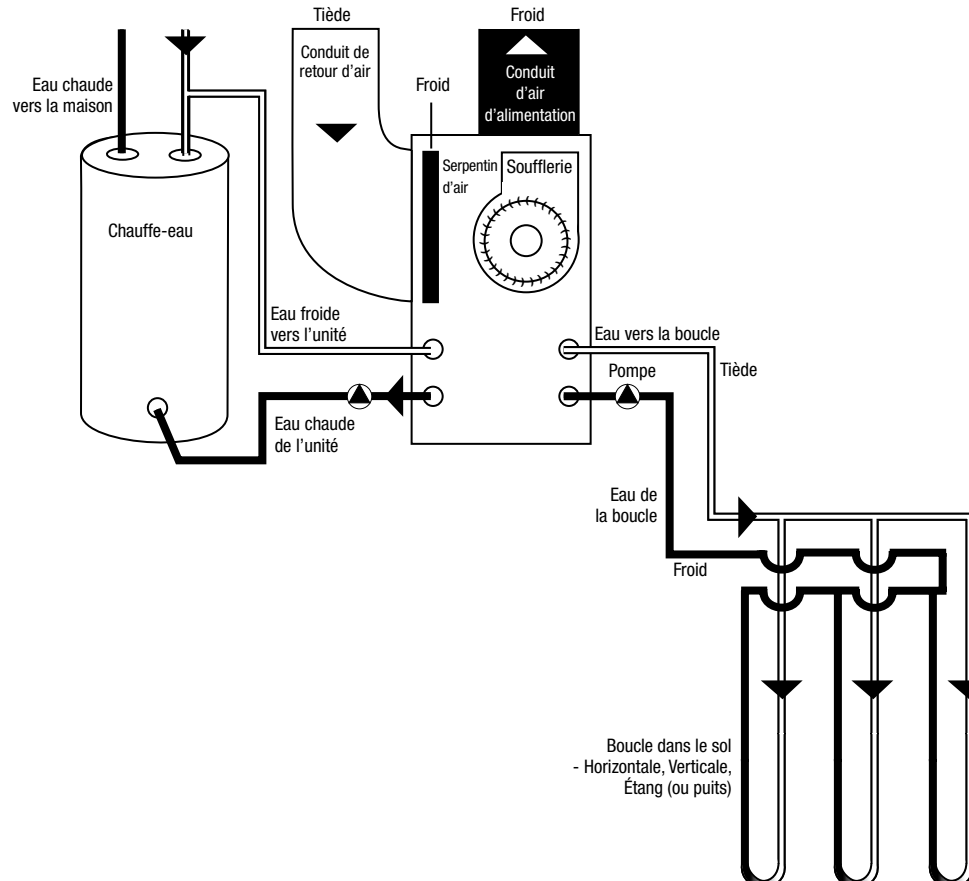 Tiède
Froid
Conduit de
retour d'air
Froid
Conduit
d'air
d'alimentation
Eau chaude
vers la maison
Serpentin
d'air
Soufflerie
Chauffe-eau
Eau froide
vers l'unité
Eau vers la boucle
Tiède
Pompe
Eau chaude
de l'unité
Eau de
la boucle
Froid
Boucle dans le sol
- Horizontale, Verticale,
Étang (ou puits)